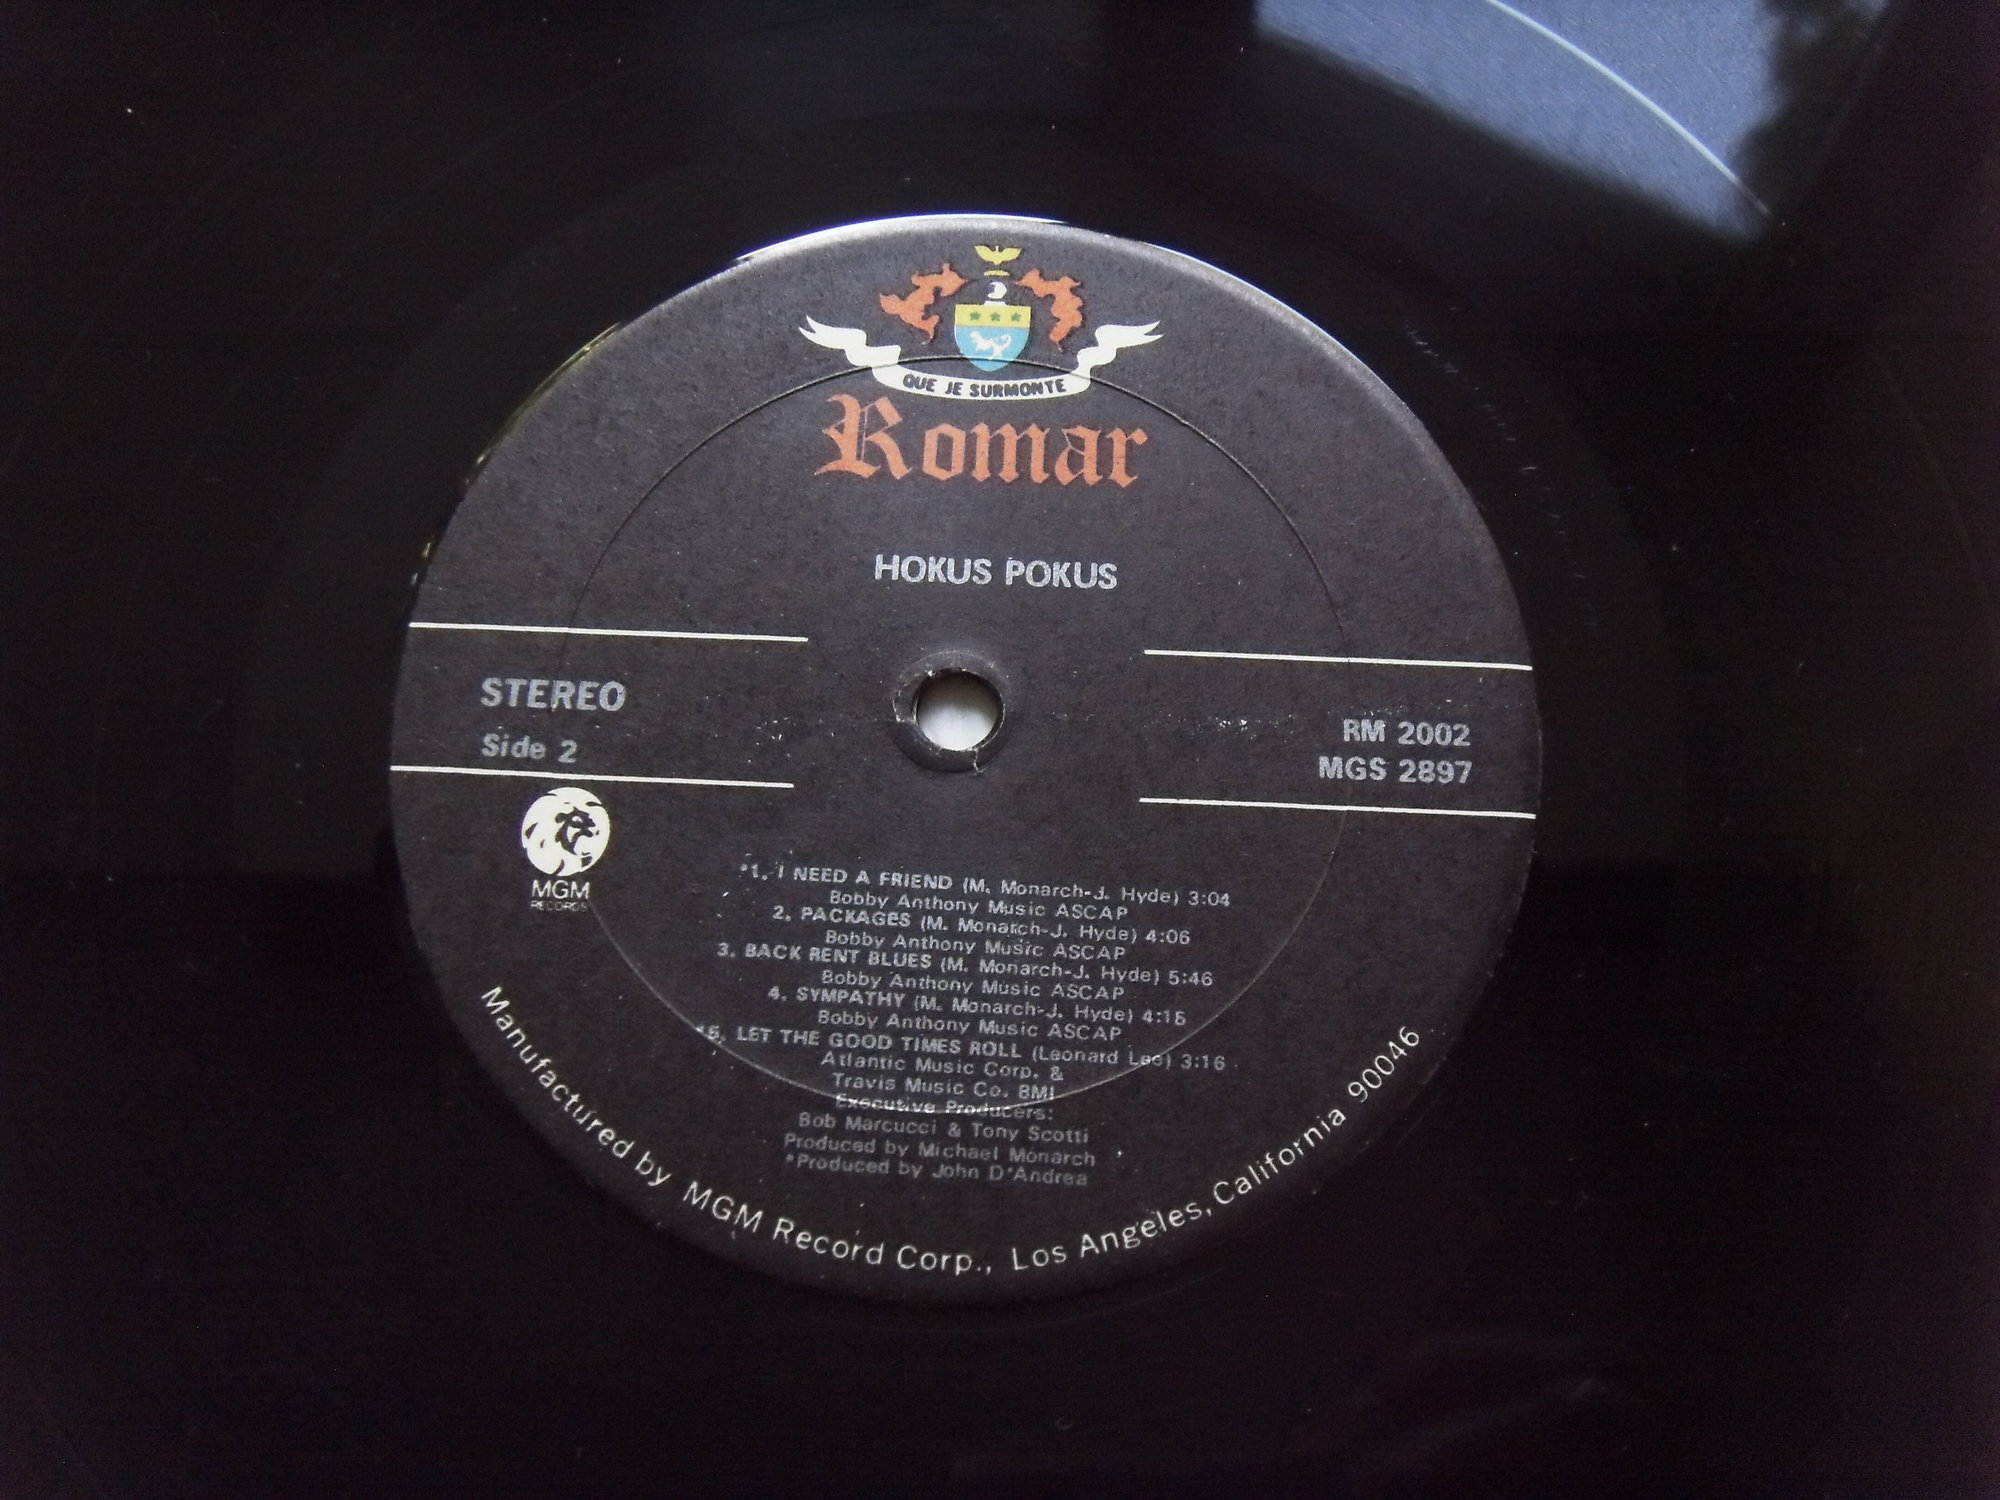 QUE JE SURMONTE
Romar
HOKUS POKUS
STEREO
Side 2
RM 2002
MGS 2897
MGM
RECORDS
*1. I NEED A FRIEND (M. Monarch-J. Hyde) 3:04
Bobby Anthony Music ASCAP
2. PACKAGES (M. Monarch-J. Hyde) 4:06
Bobby Anthony Music ASCAP
3. BACK RENT BLUES (M. Monarch-J. Hyde) 5:46
Bobby Anthony Music ASCAP
4. SYMPATHY (M. Monarch-J. Hyde) 4:15
Bobby Anthony Music ASCAP
*5. LET THE GOOD TIMES ROLL (Leonard Lee) 3:16
Atlantic Music Corp. &
Travis Music Co. BMI
Executive Producers:
Bob Marcucci & Tony Scotti
Produced by Michael Monarch
*Produced by John D'Andrea
Manufactured by MGM Record Corp., Los Angeles, California 90046